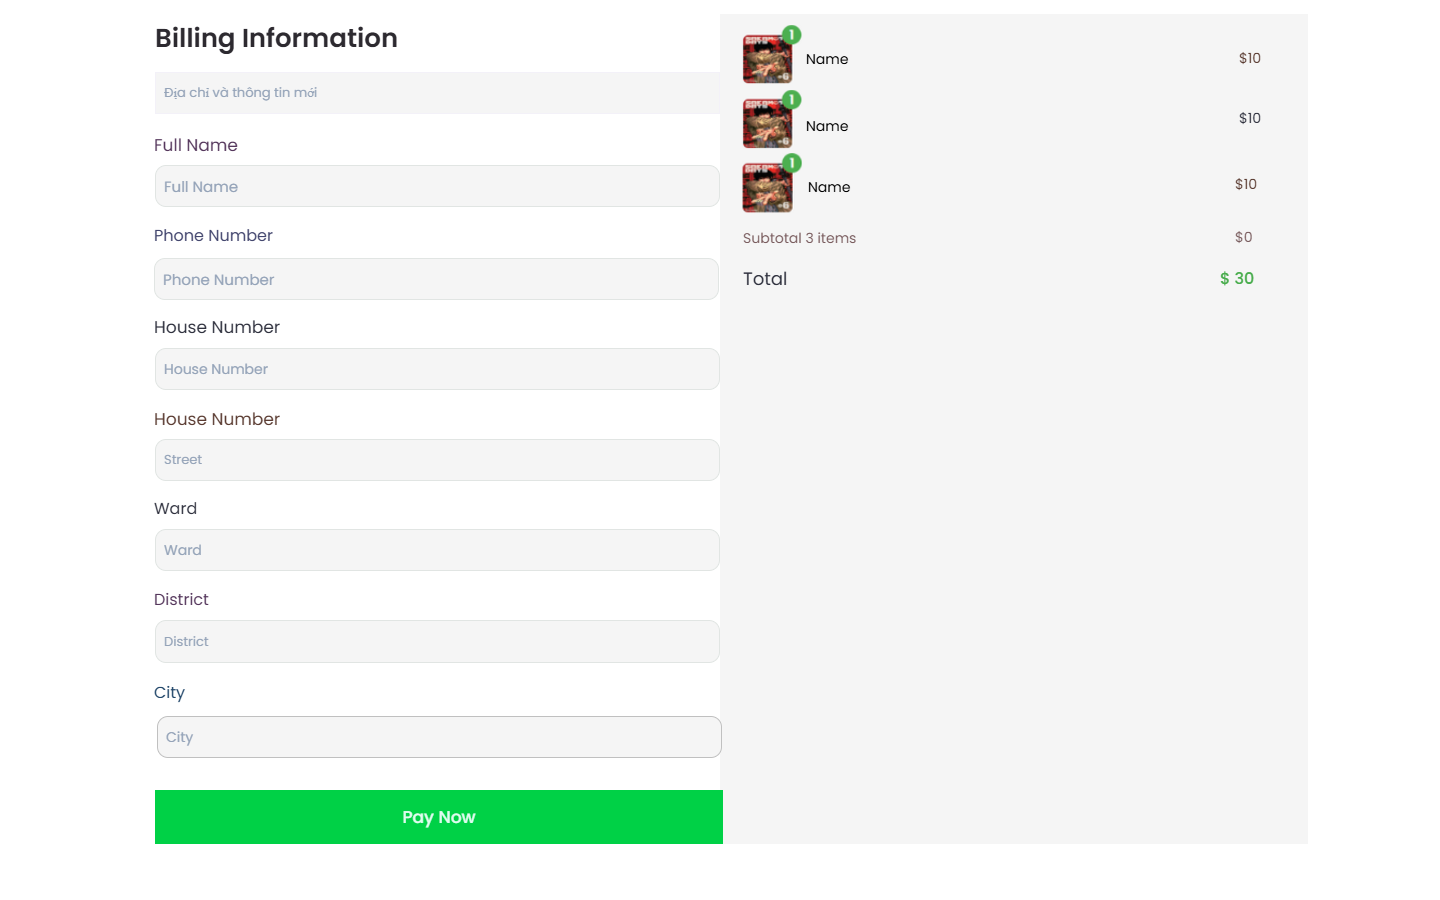 Billing Information
Địa chỉ và thông tin mới
Full Name
Full Name
Phone Number
Phone Number
House Number
House Number
House Number
Street
Ward
Ward
District
District
City
City
Pay Now
1
Name $10
1
Name $10
1
Name $10
Subtotal 3 items $0
Total $ 30